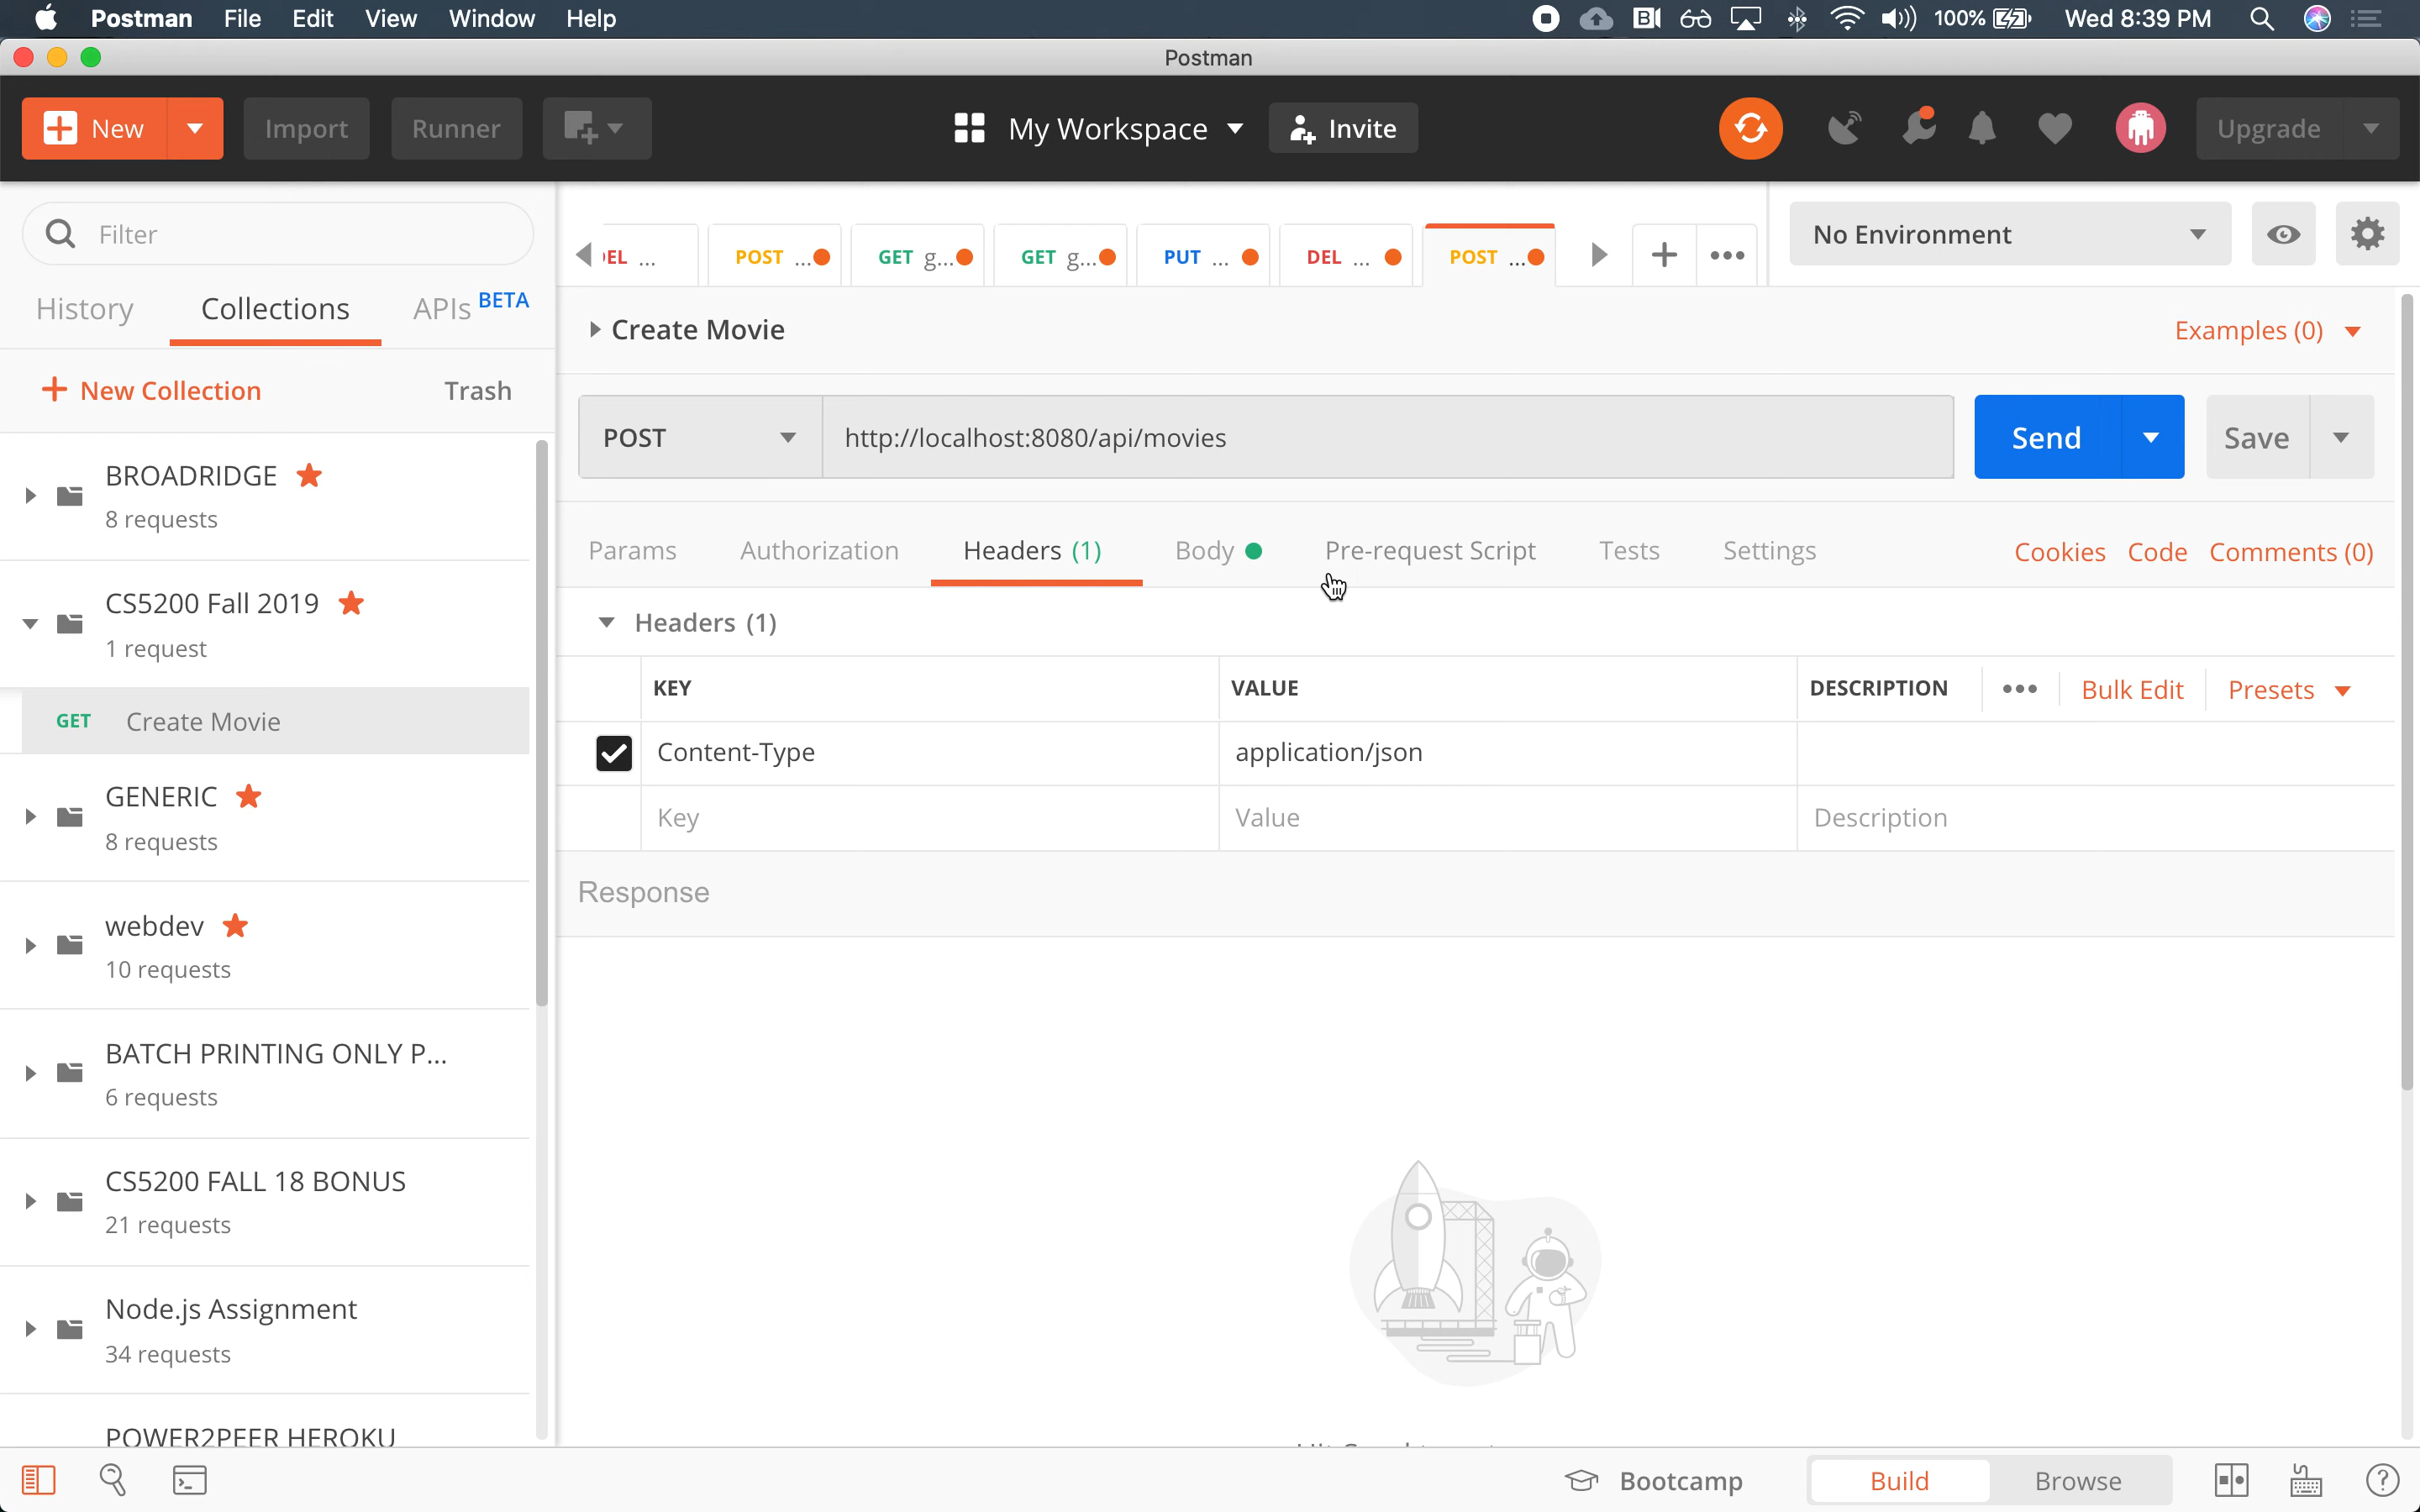 Postman File Edit View Window Help 100% Wed 8:39 PM
Postman
New Import Runner My Workspace Invite Upgrade
Filter
EL ... POST ... GET g... GET g... PUT ... DEL ... POST ... No Environment
History Collections APIs BETA
Create Movie Examples (0)
New Collection Trash
POST http://localhost:8080/api/movies Send Save
BROADRIDGE
8 requests
Params Authorization Headers (1) Body Pre-request Script Tests Settings Cookies Code Comments (0)
CS5200 Fall 2019
1 request
Headers (1)
KEY VALUE DESCRIPTION Bulk Edit Presets
GET Create Movie
Content-Type application/json
GENERIC
8 requests
Key Value Description
Response
webdev
10 requests
BATCH PRINTING ONLY P...
6 requests
CS5200 FALL 18 BONUS
21 requests
Node.js Assignment
34 requests
POWER2PEER HEROKU
Bootcamp Build Browse